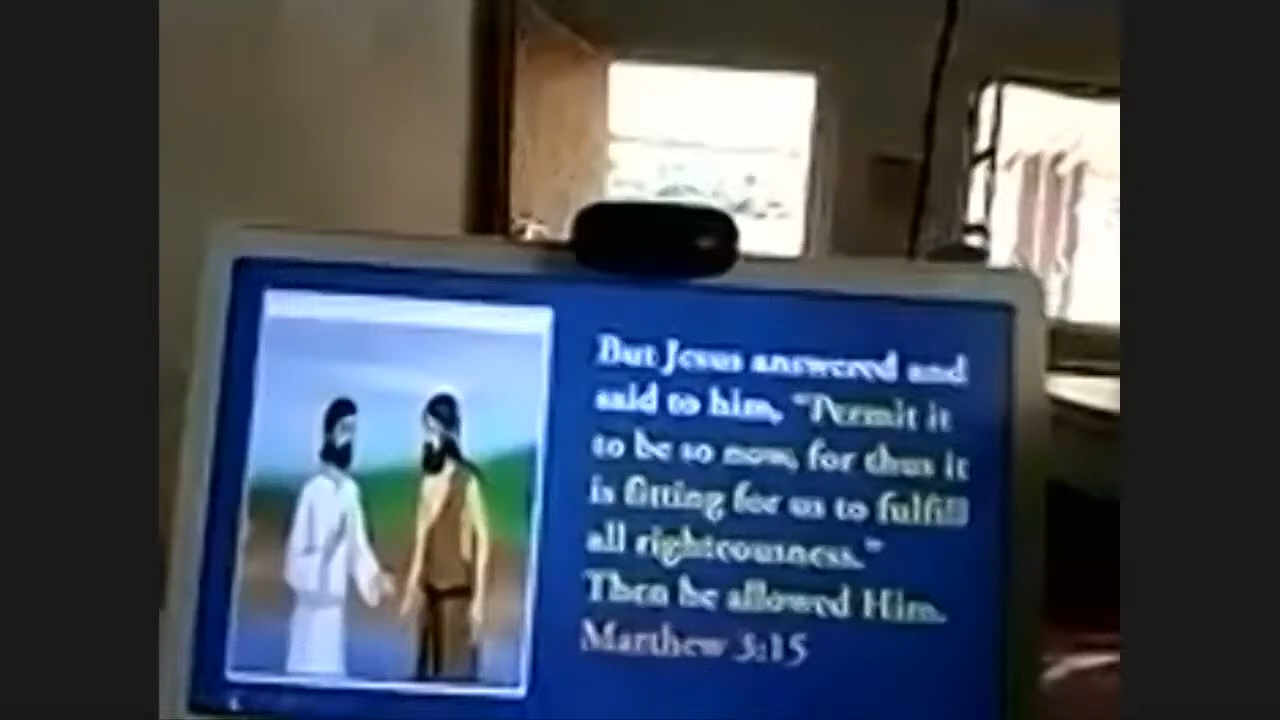 But Jesus answered and
said to him, "Permit it
to be so now, for thus it
is fitting for us to fulfill
all righteousness."
Then he allowed Him.
Matthew 3:15